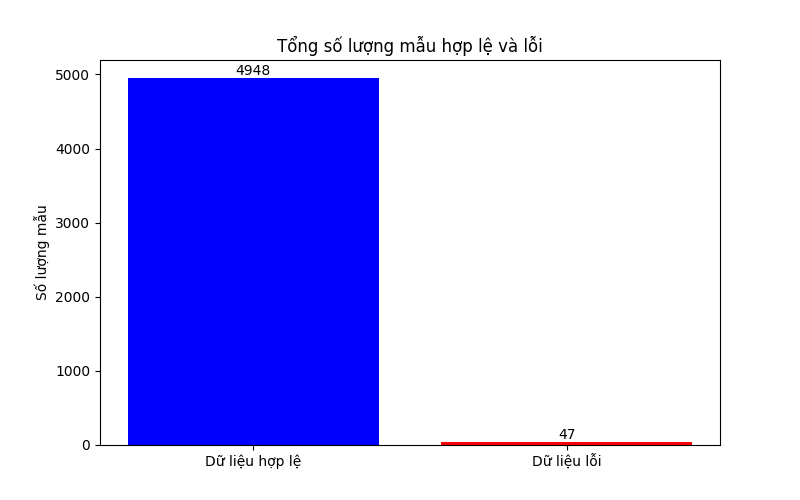 Tổng số lượng mẫu hợp lệ và lỗi
Số lượng mẫu
5000
4000
3000
2000
1000
0
4948
47
Dữ liệu hợp lệ
Dữ liệu lỗi